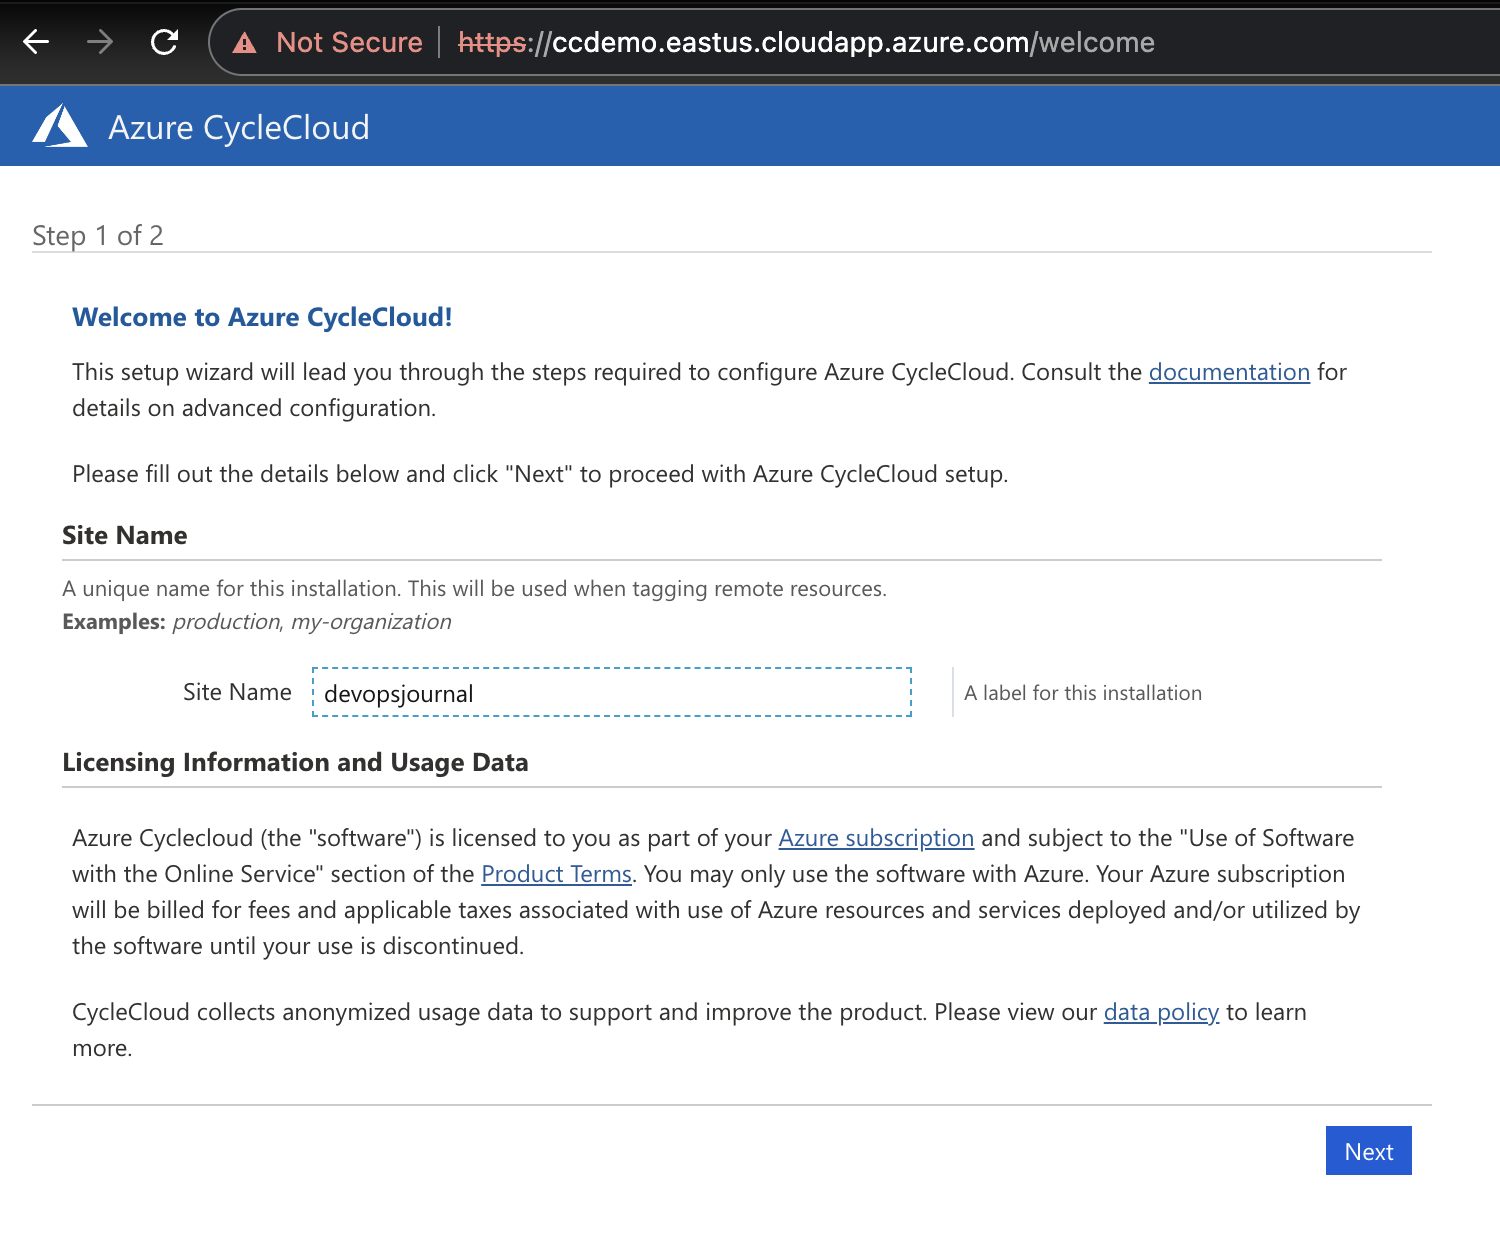 Not Secure https://ccdemo.eastus.cloudapp.azure.com/welcome
Azure CycleCloud
Step 1 of 2
Welcome to Azure CycleCloud!
This setup wizard will lead you through the steps required to configure Azure CycleCloud. Consult the documentation for
details on advanced configuration.
Please fill out the details below and click "Next" to proceed with Azure CycleCloud setup.
Site Name
A unique name for this installation. This will be used when tagging remote resources.
Examples: production, my-organization
Site Name devopsjournal A label for this installation
Licensing Information and Usage Data
Azure Cyclecloud (the "software") is licensed to you as part of your Azure subscription and subject to the "Use of Software
with the Online Service" section of the Product Terms. You may only use the software with Azure. Your Azure subscription
will be billed for fees and applicable taxes associated with use of Azure resources and services deployed and/or utilized by
the software until your use is discontinued.
CycleCloud collects anonymized usage data to support and improve the product. Please view our data policy to learn
more.
Next